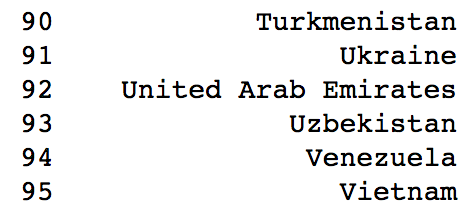 90 Turkmenistan
91 Ukraine
92 United Arab Emirates
93 Uzbekistan
94 Venezuela
95 Vietnam